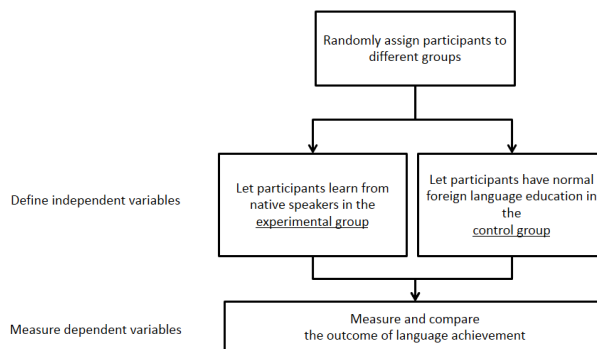 Randomly assign participants to
different groups
Define independent variables
Let participants learn from
native speakers in the
experimental group
Let participants have normal
foreign language education in
the
control group
Measure dependent variables
Measure and compare
the outcome of language achievement